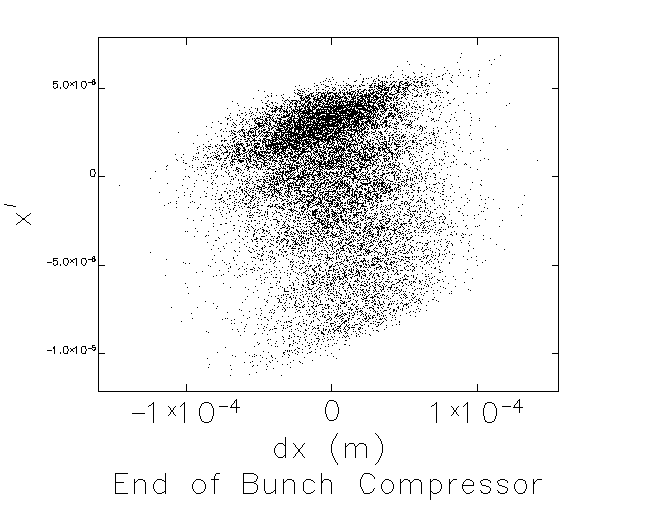 5.0×10⁻⁶
0
−5.0×10⁻⁶
−1.0×10⁻⁵
x′
−1×10⁻⁴ 0 1×10⁻⁴
dx (m)
End of Bunch Compressor